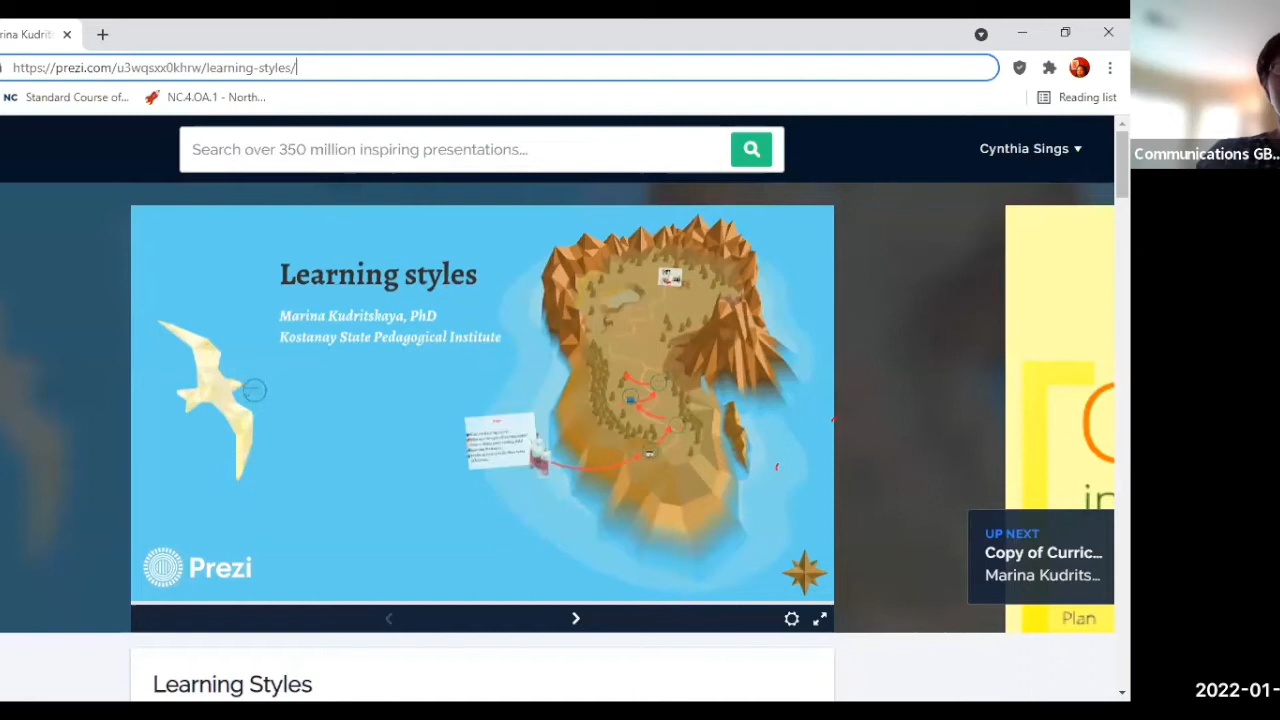 rina Kudrit
https://prezi.com/u3wqsxx0khrw/learning-styles/
NC Standard Course of... NC.4.OA.1 - North... Reading list
Search over 350 million inspiring presentations... Cynthia Sings
Communications GB...
Learning styles
Marina Kudritskaya, PhD
Kostanay State Pedagogical Institute
Prezi
in
UP NEXT
Copy of Curric...
Marina Kudrits...
Plan
Learning Styles
2022-01-